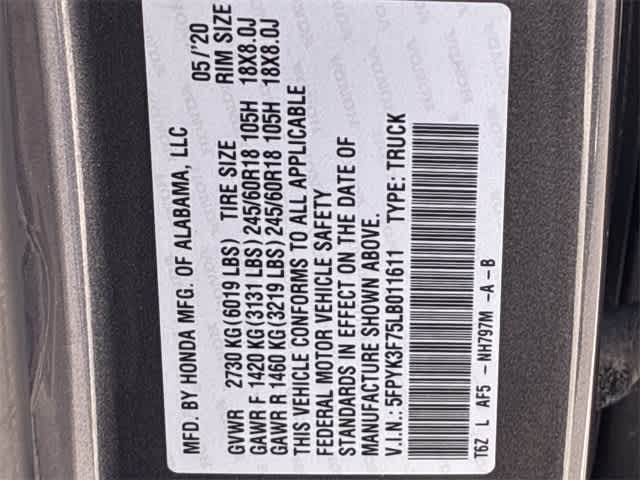 MFD. BY HONDA MFG. OF ALABAMA, LLC 05/'20
GVWR 2730 KG (6019 LBS) TIRE SIZE RIM SIZE
GAWR F 1420 KG (3131 LBS) 245/60R18 105H 18X8.0J
GAWR R 1460 KG (3219 LBS) 245/60R18 105H 18X8.0J
THIS VEHICLE CONFORMS TO ALL APPLICABLE
FEDERAL MOTOR VEHICLE SAFETY
STANDARDS IN EFFECT ON THE DATE OF
MANUFACTURE SHOWN ABOVE.
V.I.N.: 5FPYK3F75LB011611 TYPE: TRUCK
T6Z L AF5 - NH797M -A -B